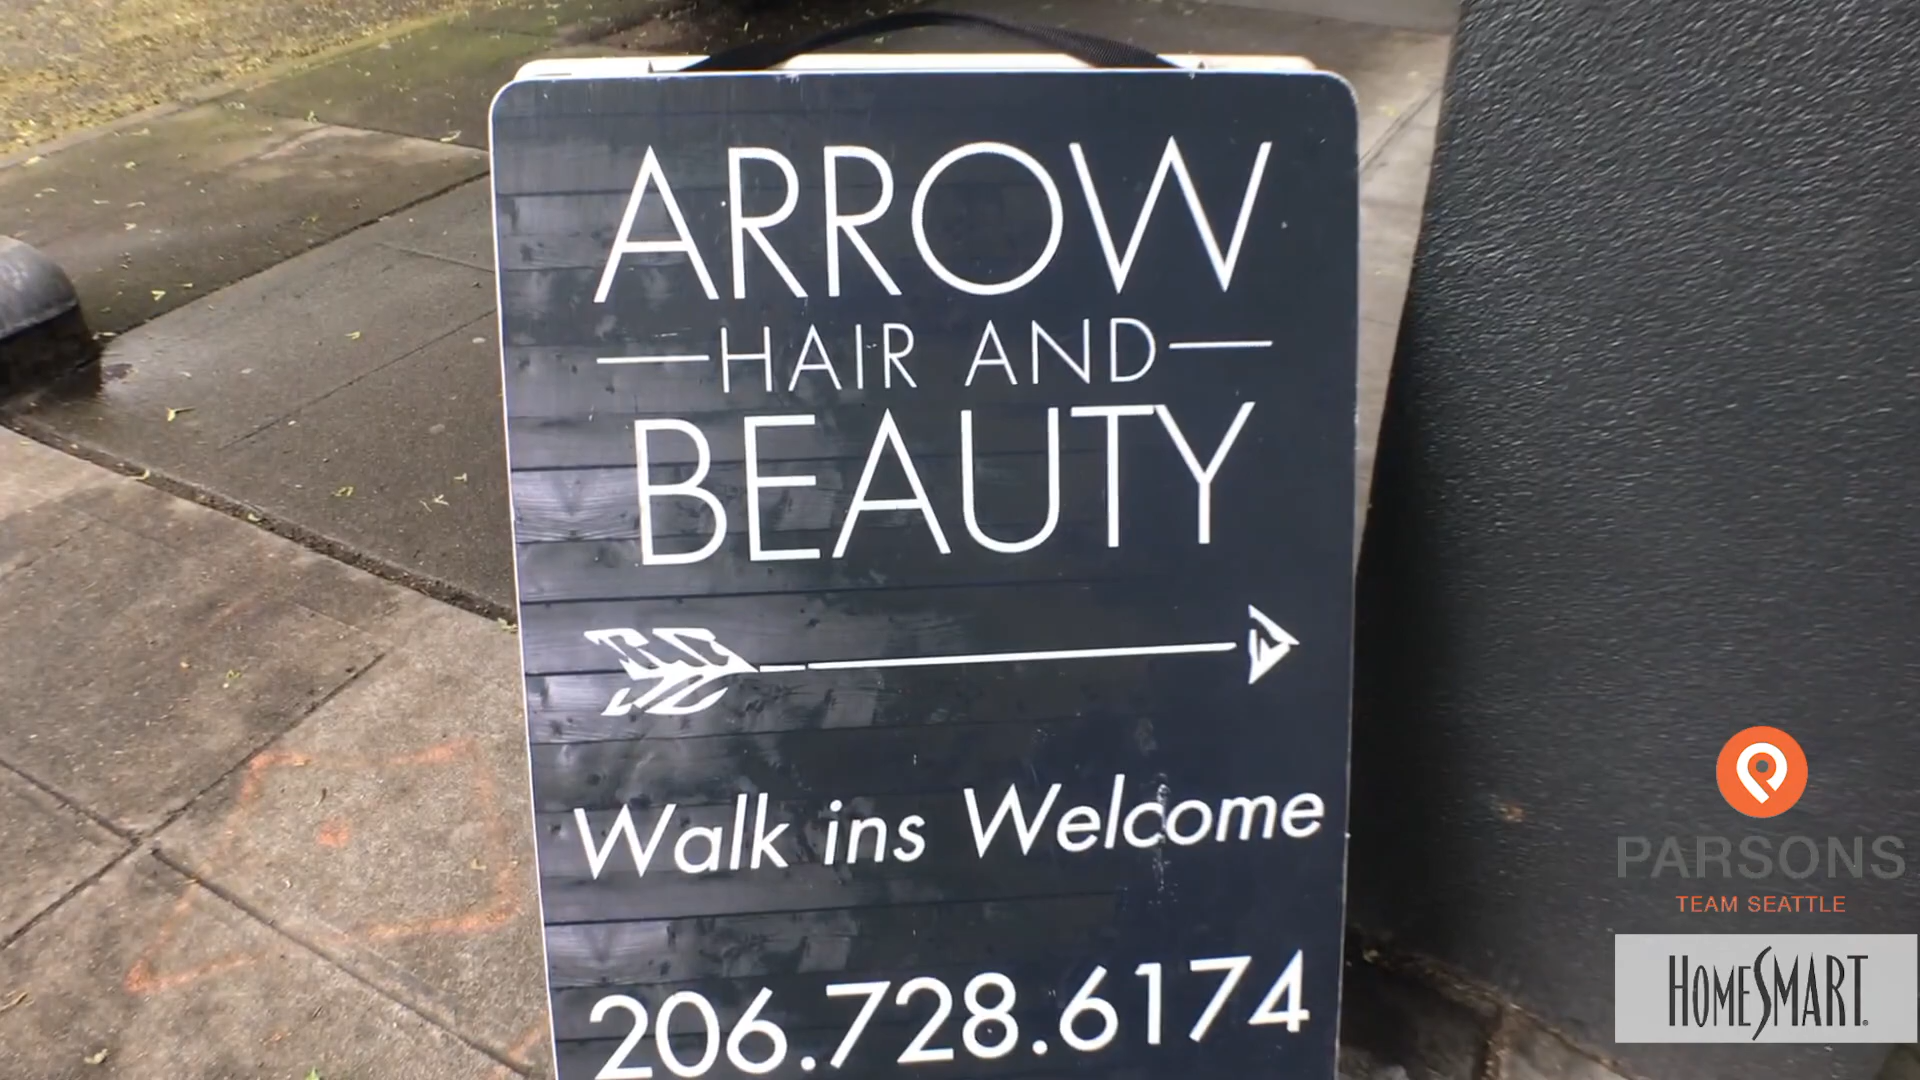 ARROW
HAIR AND
BEAUTY
Walk ins Welcome
206.728.6174
PARSONS
TEAM SEATTLE
HOMESMART